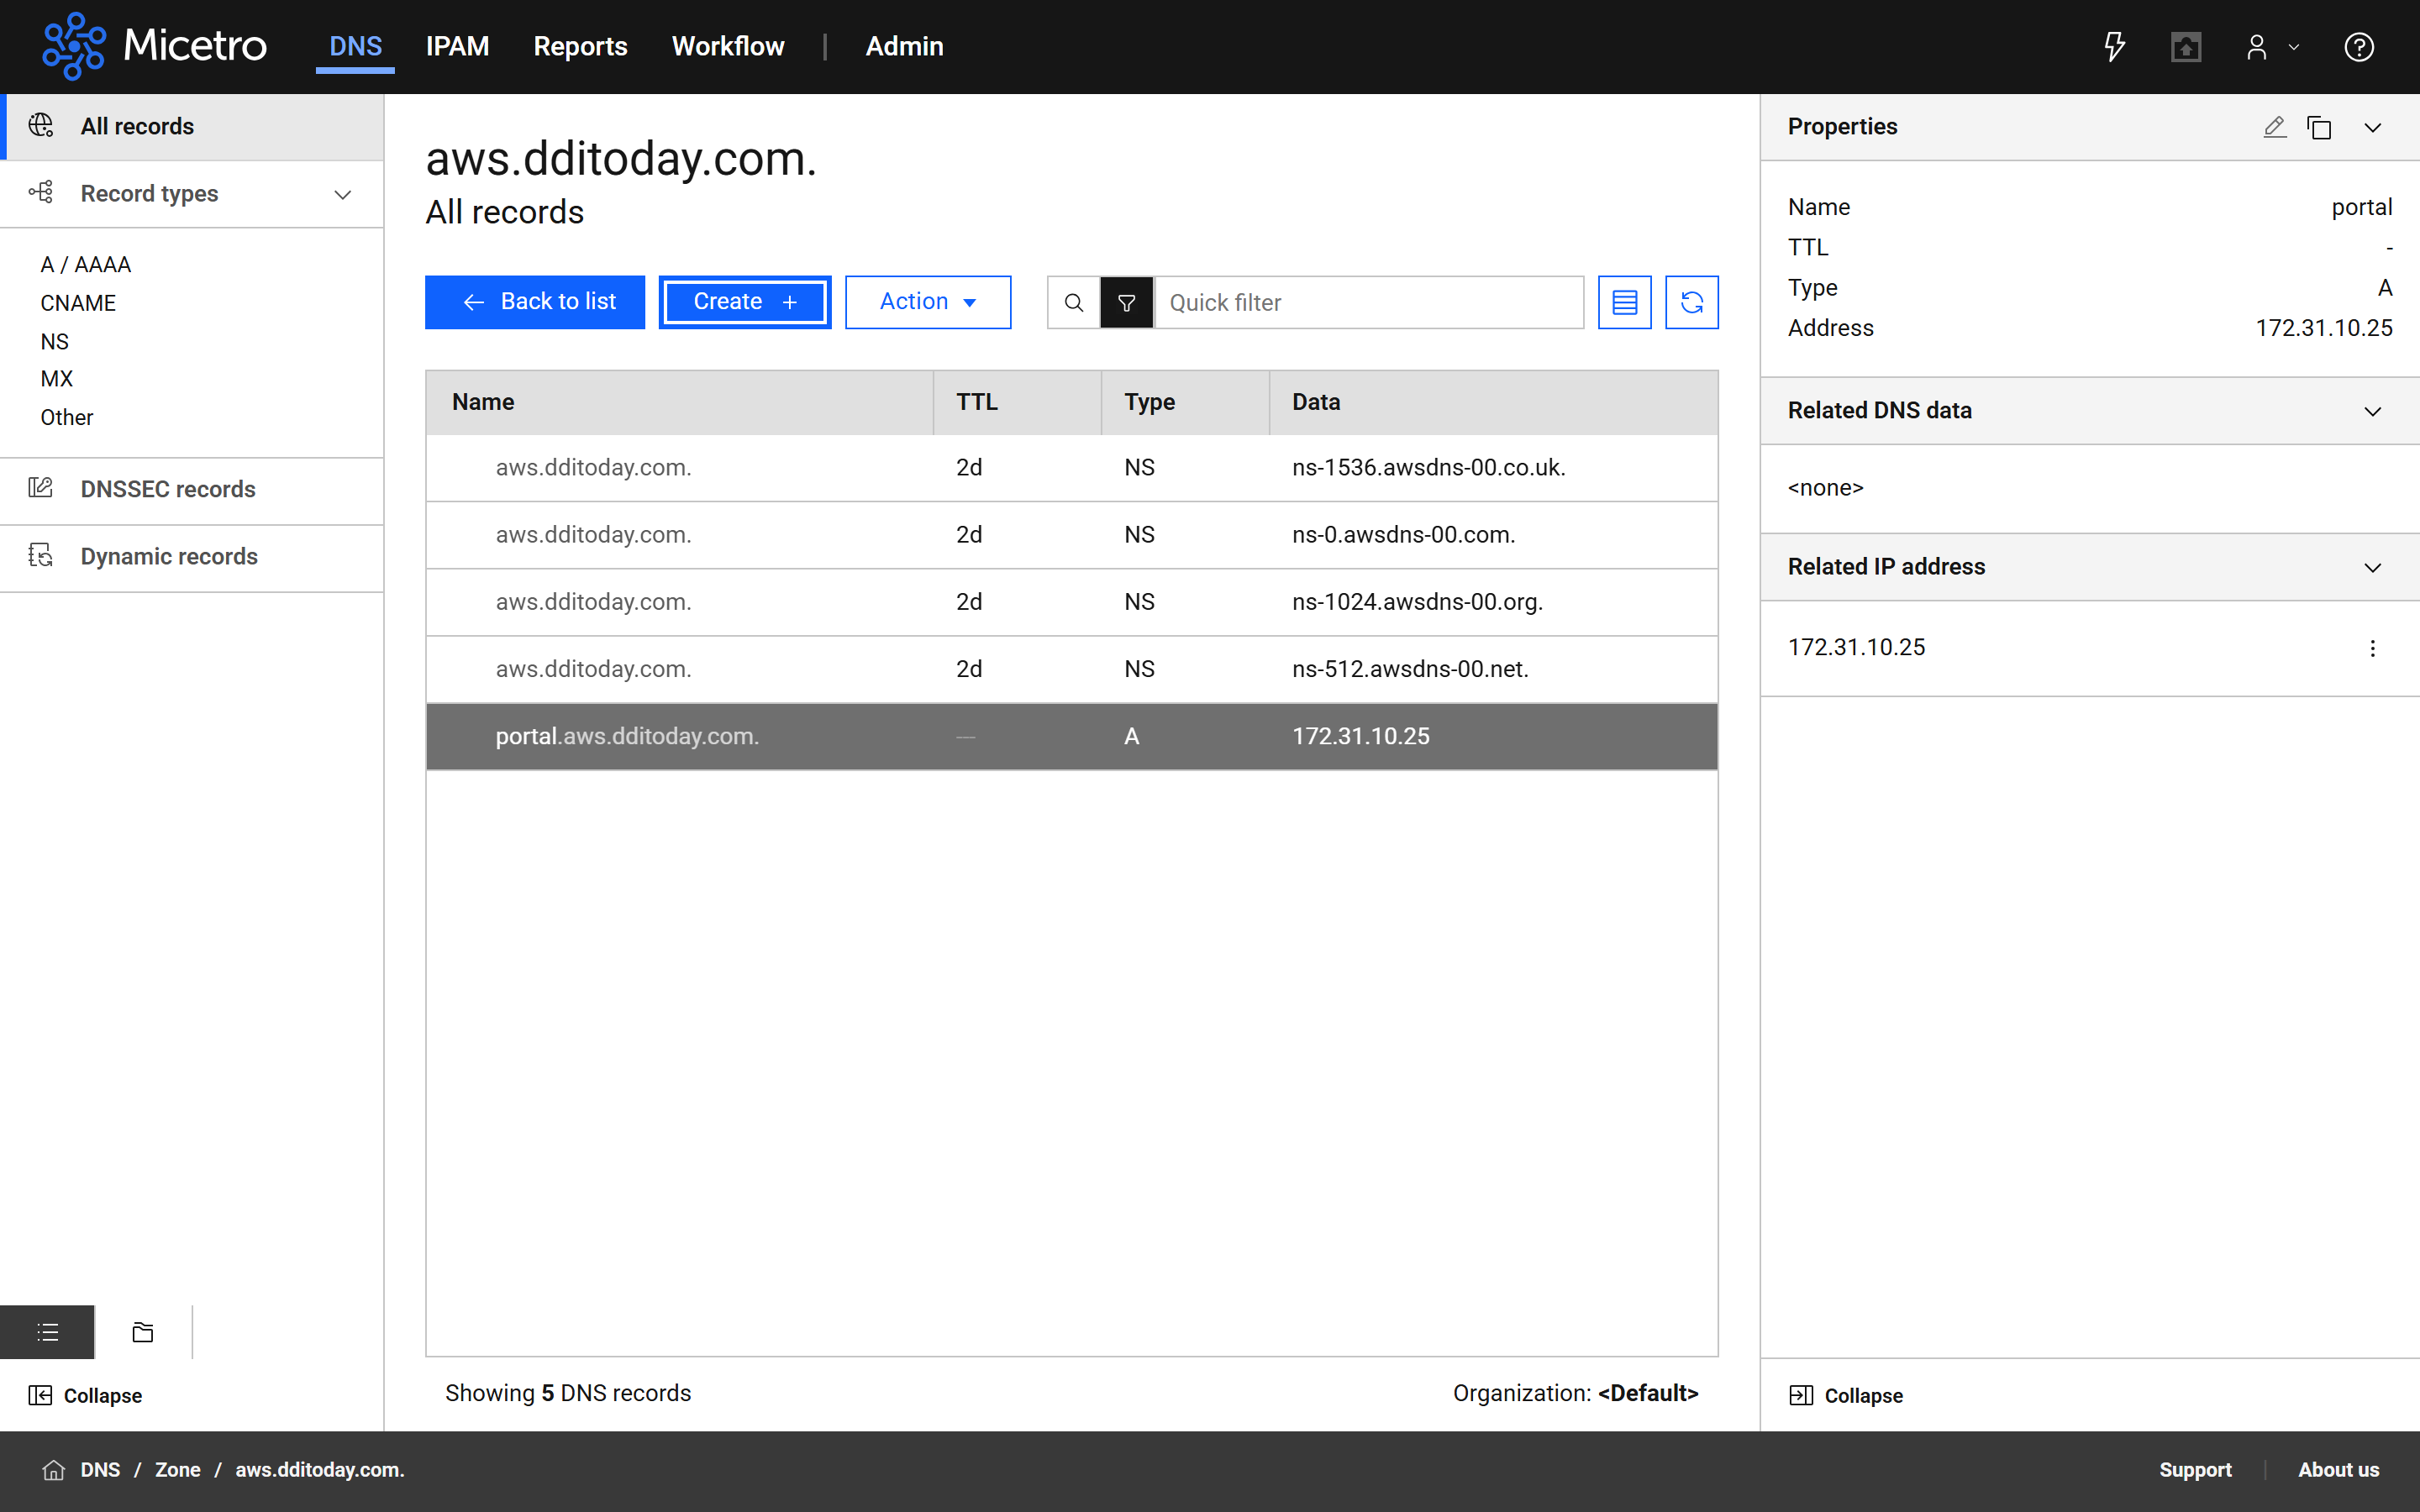 Micetro DNS IPAM Reports Workflow | Admin
All records
Record types
A / AAAA
CNAME
NS
MX
Other
DNSSEC records
Dynamic records
Collapse
aws.dditoday.com.
All records
Back to list Create + Action Quick filter
Name TTL Type Data
aws.dditoday.com. 2d NS ns-1536.awsdns-00.co.uk.
aws.dditoday.com. 2d NS ns-0.awsdns-00.com.
aws.dditoday.com. 2d NS ns-1024.awsdns-00.org.
aws.dditoday.com. 2d NS ns-512.awsdns-00.net.
portal.aws.dditoday.com. — A 172.31.10.25
Showing 5 DNS records Organization: <Default>
Properties
Name portal
TTL -
Type A
Address 172.31.10.25
Related DNS data
<none>
Related IP address
172.31.10.25
Collapse
DNS / Zone / aws.dditoday.com. Support | About us